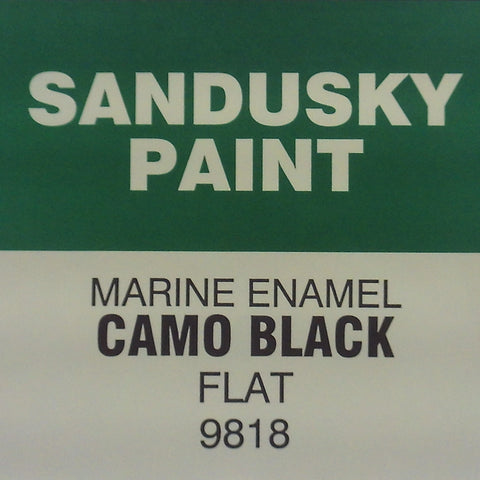 SANDUSKY
PAINT
MARINE ENAMEL
CAMO BLACK
FLAT
9818